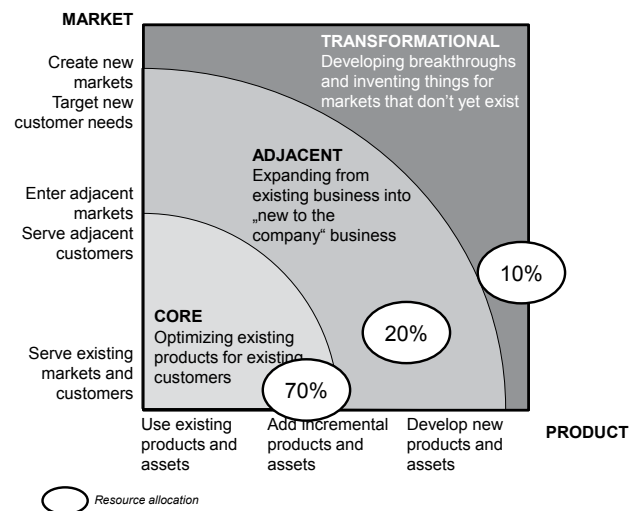 MARKET
Create new
markets
Target new
customer needs
Enter adjacent
markets
Serve adjacent
customers
Serve existing
markets and
customers
TRANSFORMATIONAL
Developing breakthroughs
and inventing things for
markets that don't yet exist
ADJACENT
Expanding from
existing business into
„new to the
company“ business
10%
20%
CORE
Optimizing existing
products for existing
customers
70%
Use existing
products and
assets
Add incremental
products and
assets
Develop new
products and
assets
PRODUCT
Resource allocation